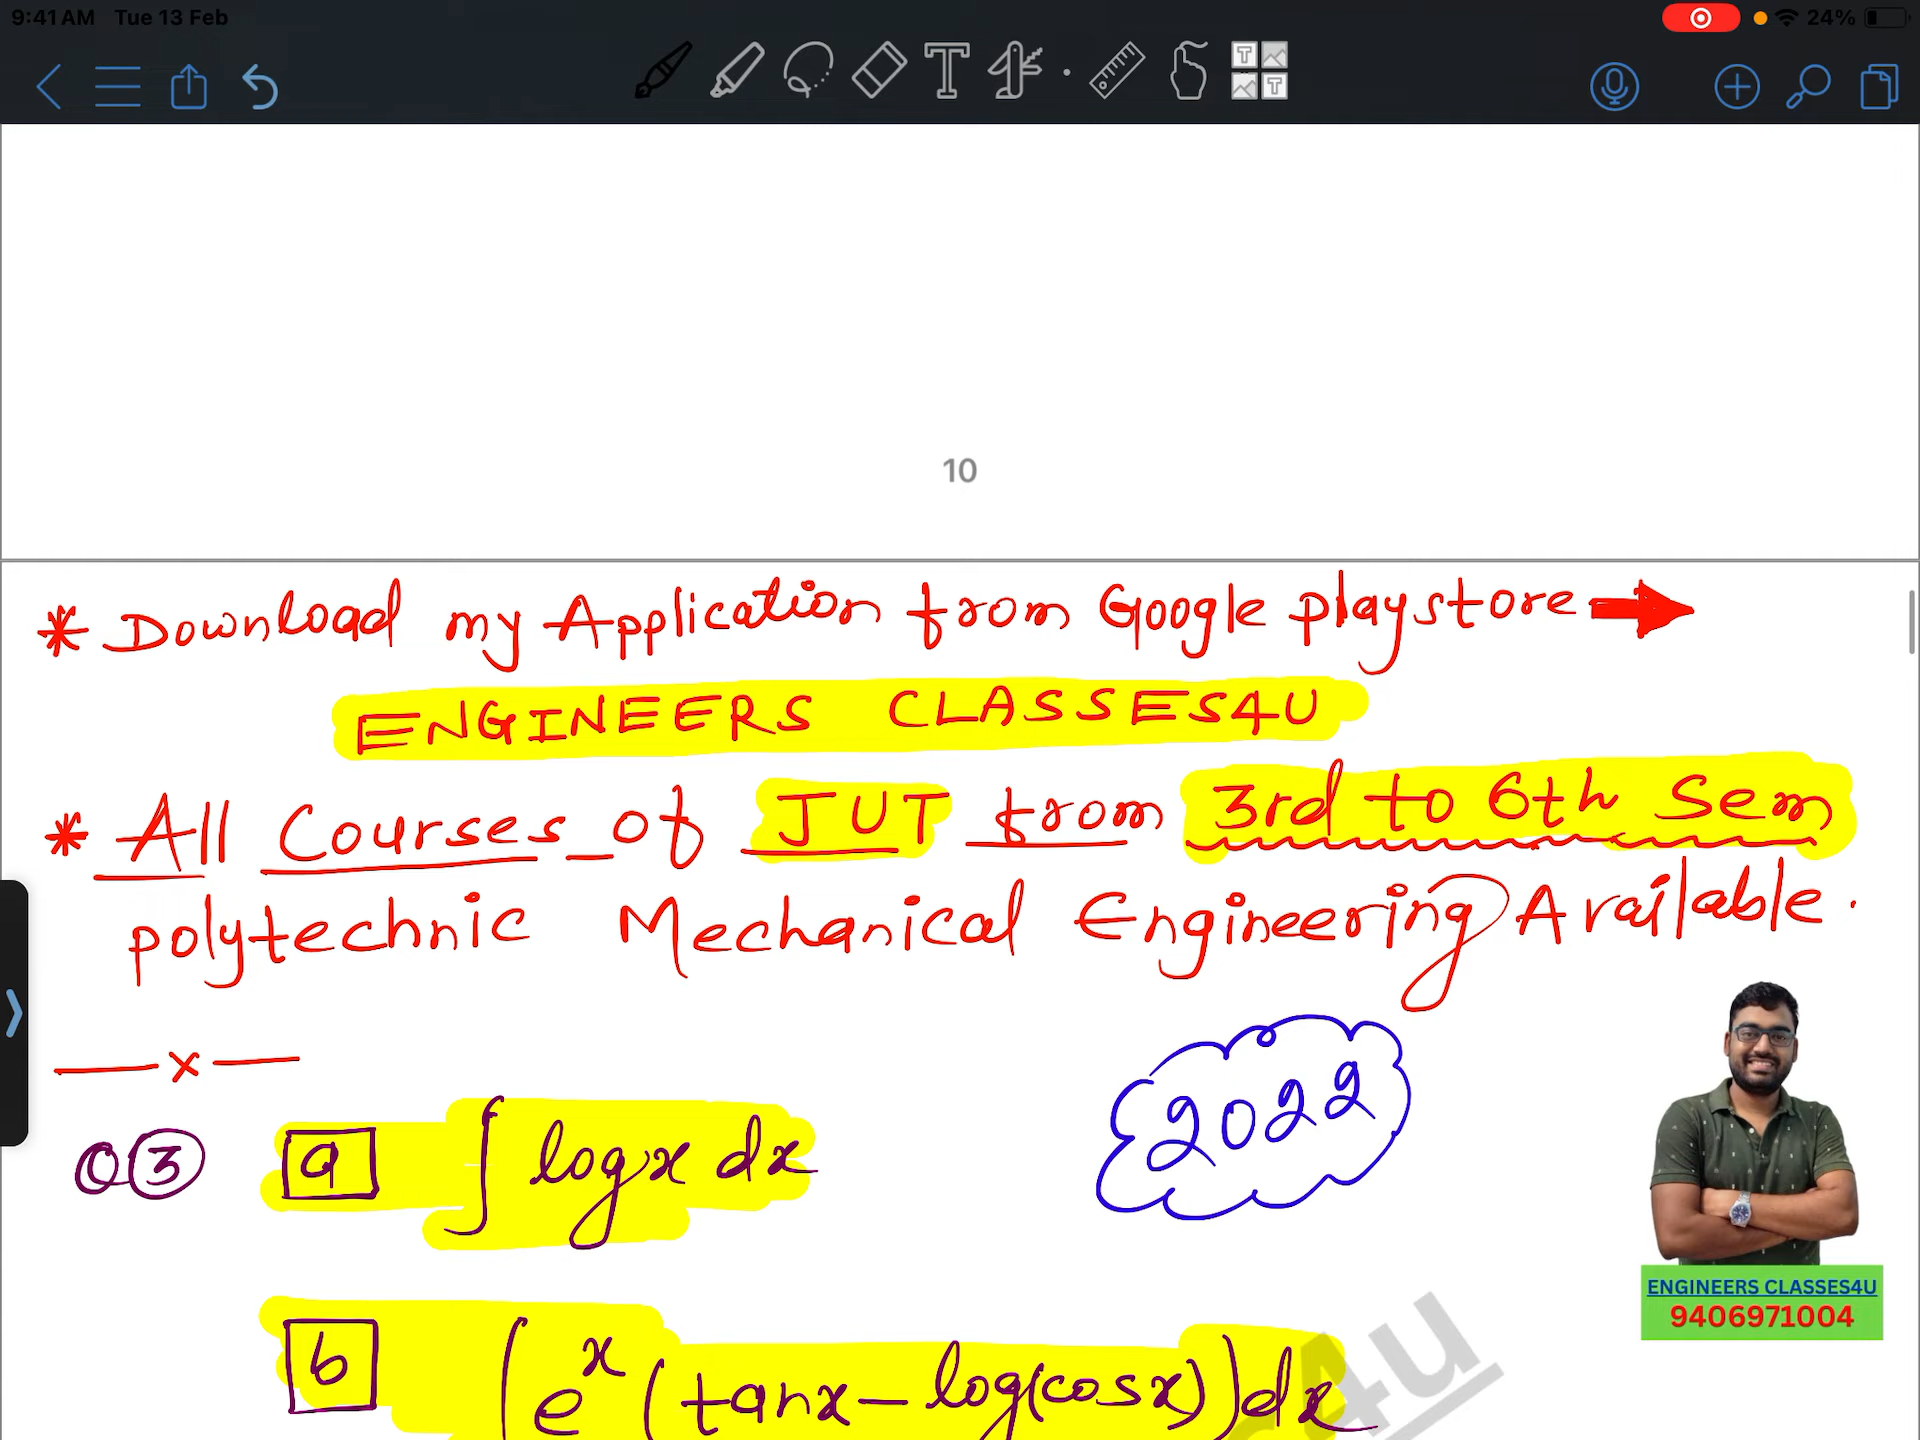 9:41 AM Tue 13 Feb
24%
10
* Download my Application from Google playstore →
ENGINEERS CLASSES4U
* All Courses of JUT from 3rd to 6th Sem
polytechnic Mechanical Engineering Available.
— x —
2022
Q③ a ∫ logx dx
ENGINEERS CLASSES4U
9406971004
b ∫ e^x (tanx – log(cosx)) dx
4u